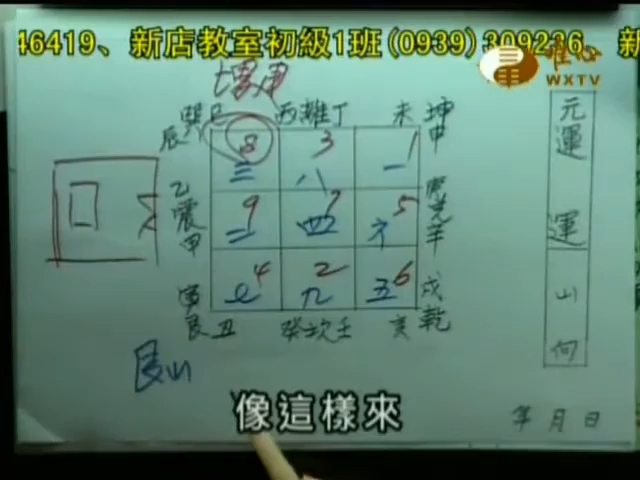 46419、新店教室初級1班(0939)309236、 新
唯心
WXTV
巽巳 丙離丁 未坤申
辰
8 3 1
三 八 一
乙震甲
9 7 5
二 四 六
4 2 6
七 九 五
寅艮丑 癸坎壬 亥乾戌
艮山
元運
運
山
向
年 月 日
像這樣來